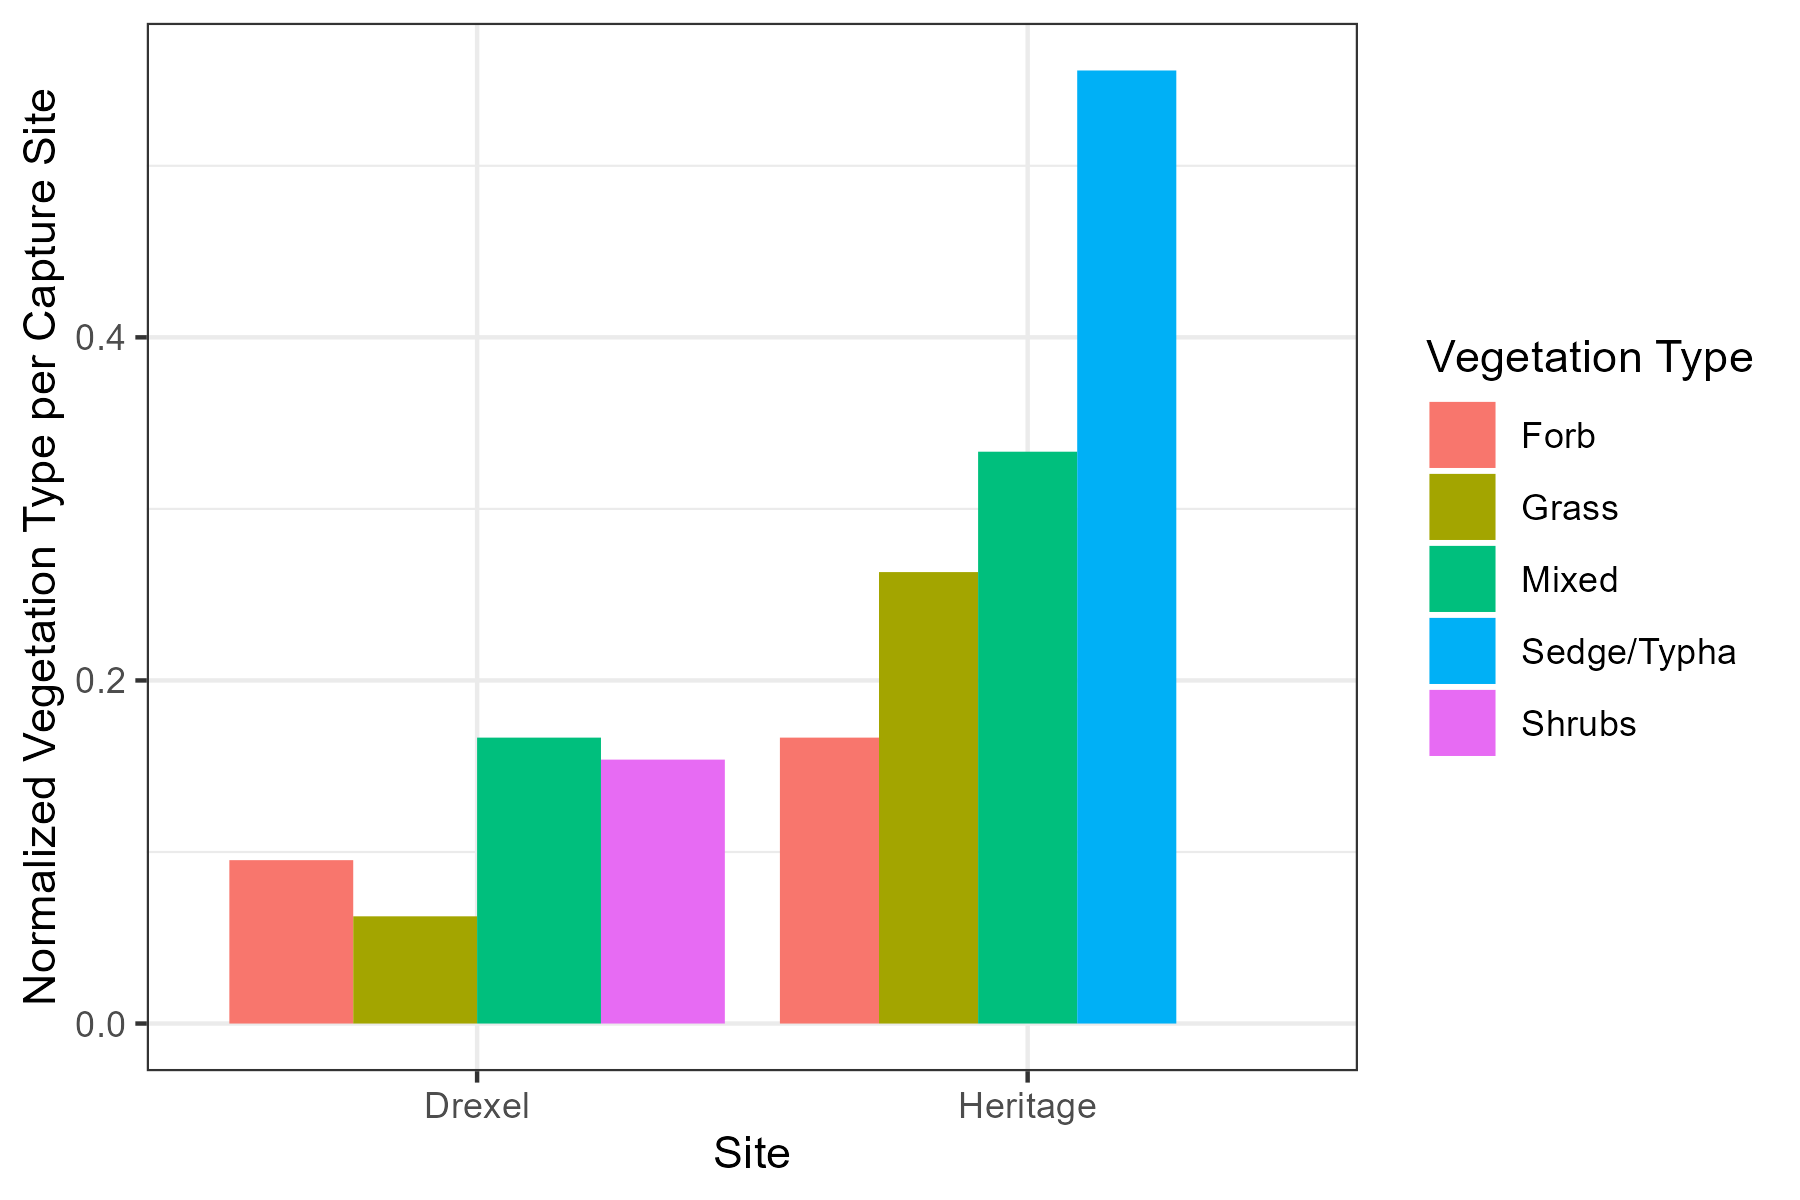 Normalized Vegetation Type per Capture Site
0.4
0.2
0.0
Drexel
Heritage
Site
Vegetation Type
Forb
Grass
Mixed
Sedge/Typha
Shrubs